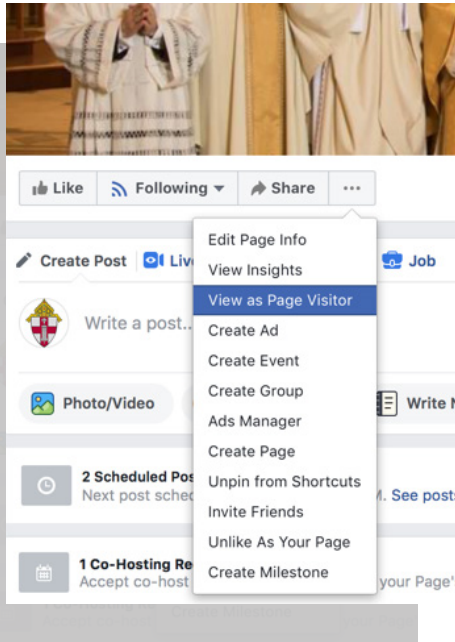 Like Following Share ...
Edit Page Info
Create Post Liv Job
View Insights
View as Page Visitor
Write a post..
Create Ad
Create Event
Create Group
Photo/Video Write N
Ads Manager
Create Page
2 Scheduled Pos Unpin from Shortcuts
Next post sched M. See posts
Invite Friends
Unlike As Your Page
1 Co-Hosting Re
Accept co-host Create Milestone your Page'